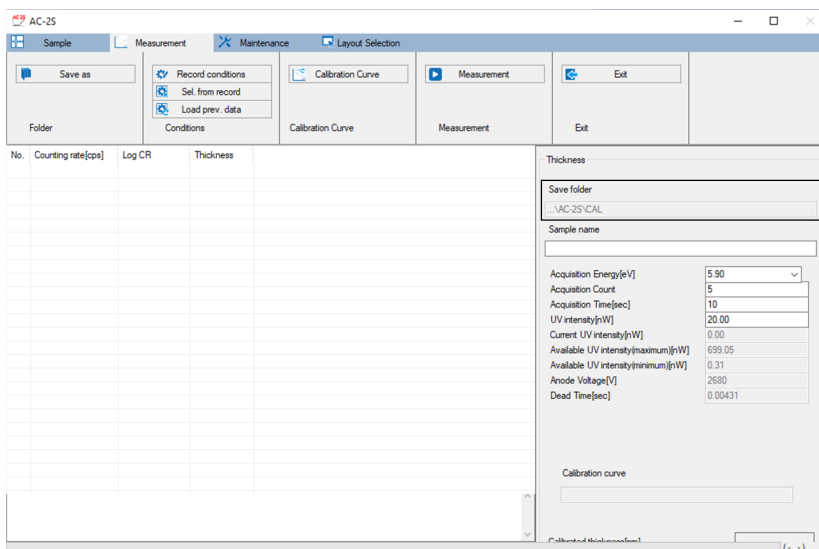 AC-2S AC-2S
Sample Measurement Maintenance Layout Selection
Save as Record conditions Calibration Curve Measurement Exit
Sel. from record
Load prev. data
Folder Conditions Calibration Curve Measurement Exit
No. Counting rate[cps] Log CR Thickness
Thickness
Save folder
...\AC-2S\CAL
Sample name
Acquisition Energy[eV] 5.90
Acquisition Count 5
Acquisition Time[sec] 10
UV intensity[nW] 20.00
Current UV intensity[nW] 0.00
Available UV intensity(maximum)[nW] 699.05
Available UV intensity(minimum)[nW] 0.31
Anode Voltage[V] 2680
Dead Time[sec] 0.00431
Calibration curve
Calibrated thickness[nm]